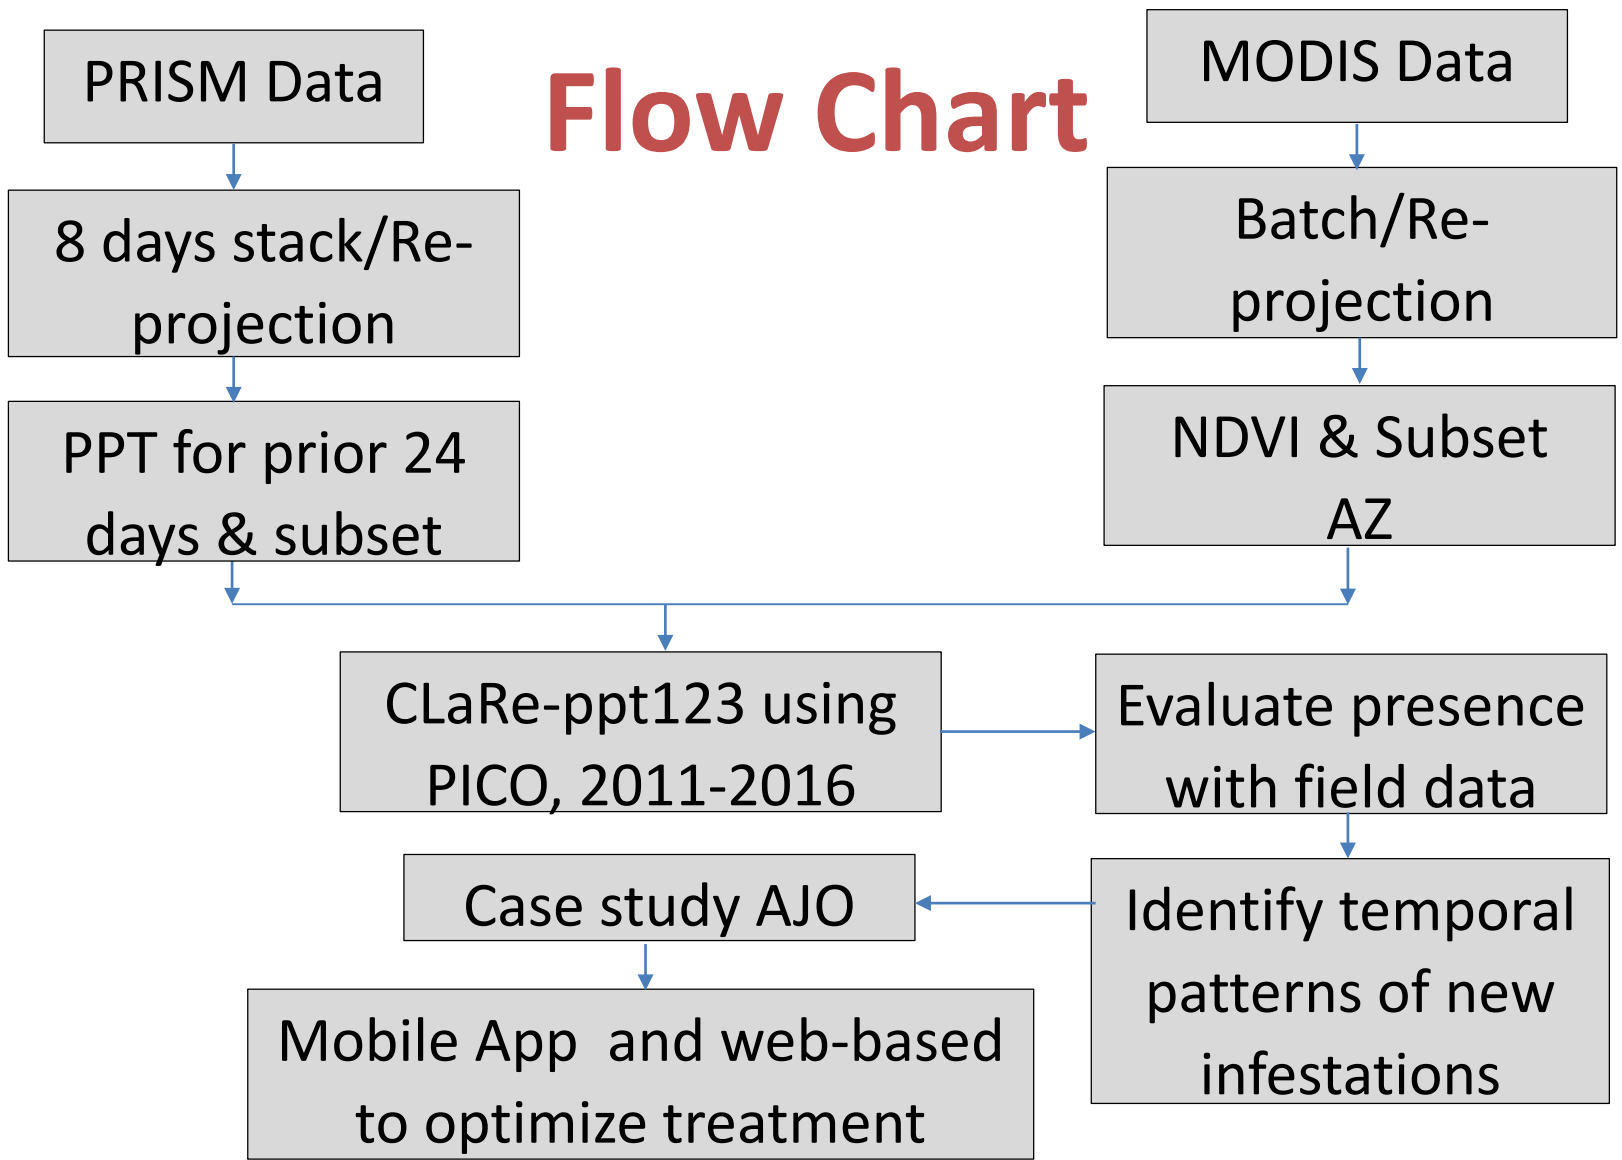 Flow Chart
PRISM Data
8 days stack/Re-
projection
PPT for prior 24
days & subset
MODIS Data
Batch/Re-
projection
NDVI & Subset
AZ
CLaRe-ppt123 using
PICO, 2011-2016
Evaluate presence
with field data
Identify temporal
patterns of new
infestations
Case study AJO
Mobile App  and web-based
to optimize treatment